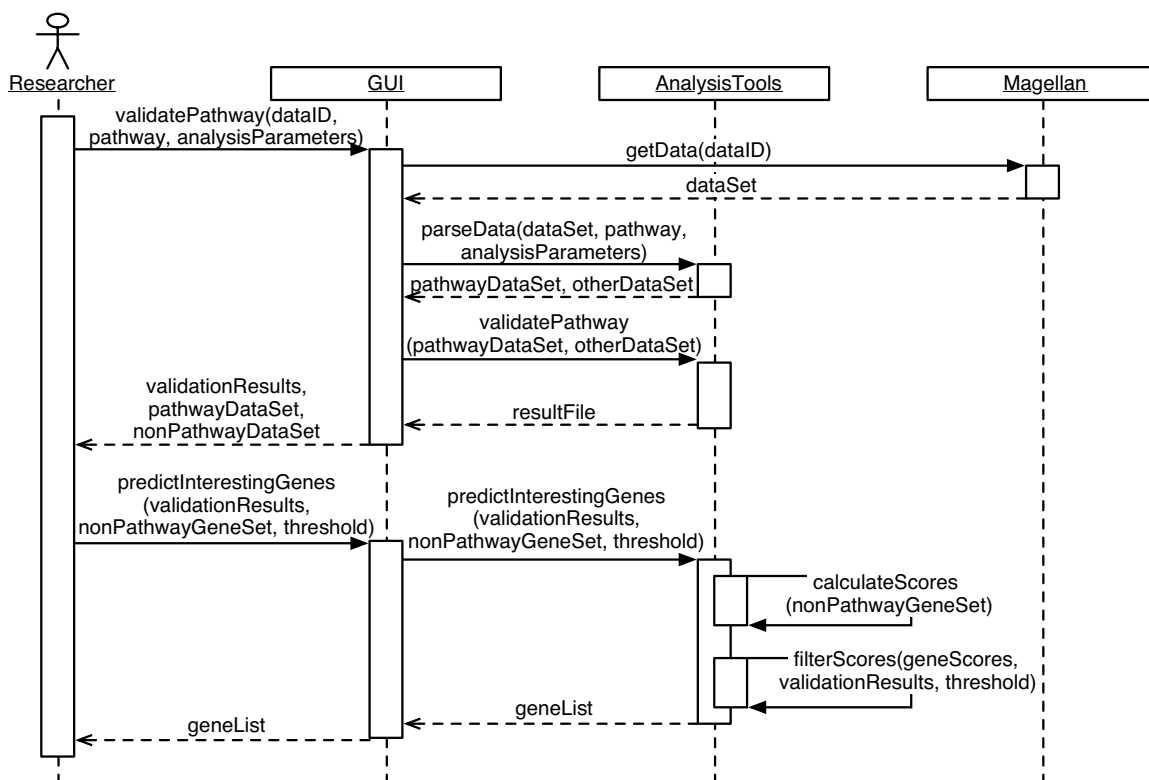 Researcher
GUI
AnalysisTools
Magellan
validatePathway(dataID,
pathway, analysisParameters)
getData(dataID)
dataSet
parseData(dataSet, pathway,
analysisParameters)
pathwayDataSet, otherDataSet
validatePathway
(pathwayDataSet, otherDataSet)
resultFile
validationResults,
pathwayDataSet,
nonPathwayDataSet
predictInterestingGenes
(validationResults,
nonPathwayGeneSet, threshold)
predictInterestingGenes
(validationResults,
nonPathwayGeneSet, threshold)
calculateScores
(nonPathwayGeneSet)
filterScores(geneScores,
validationResults, threshold)
geneList
geneList